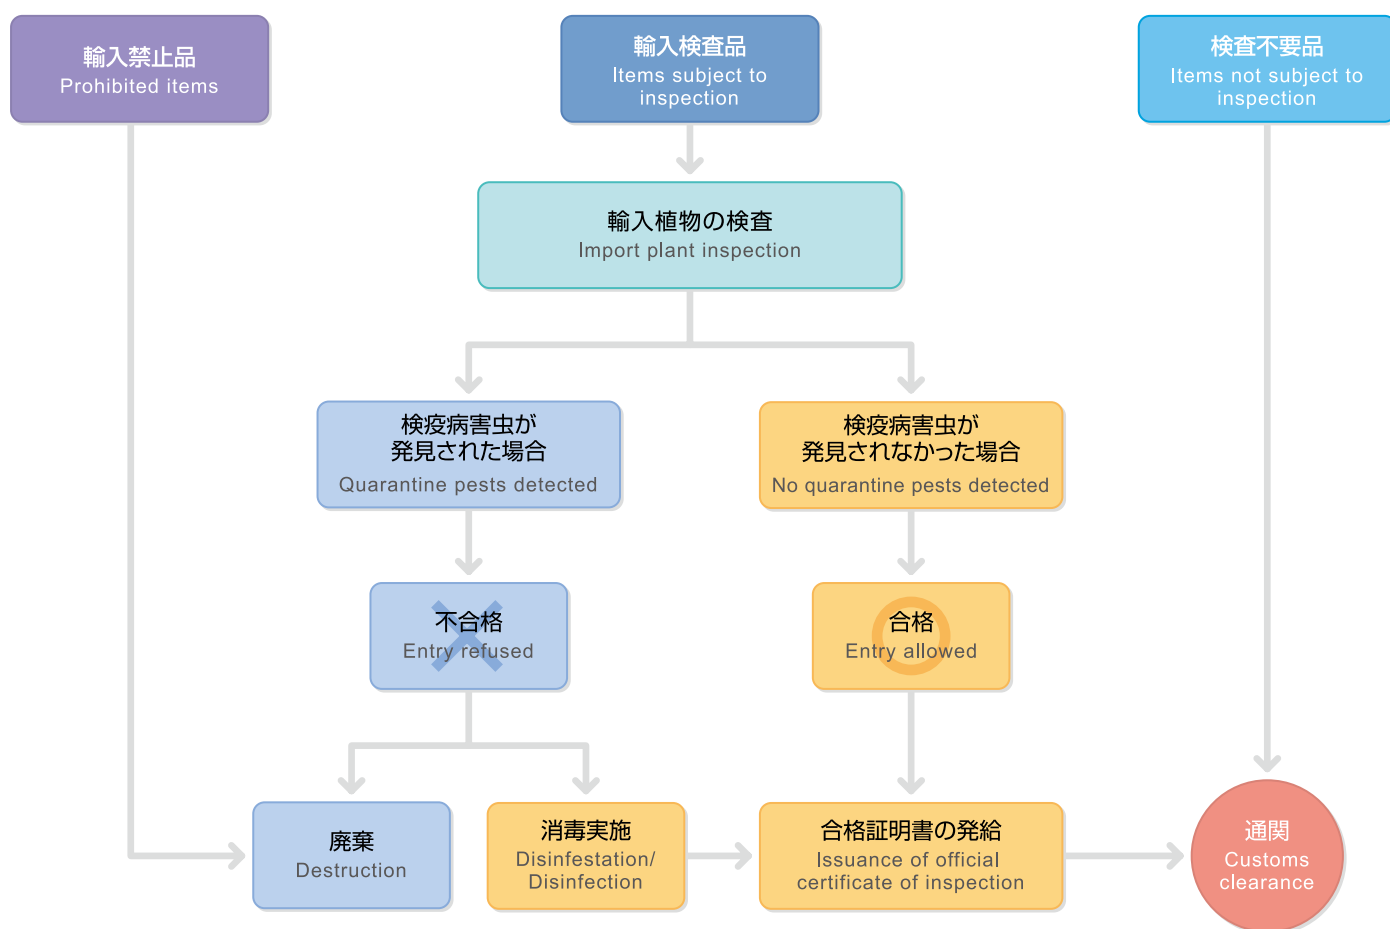 輸入禁止品
Prohibited items
輸入検査品
Items subject to
inspection
検査不要品
Items not subject to
inspection
輸入植物の検査
Import plant inspection
検疫病害虫が
発見された場合
Quarantine pests detected
検疫病害虫が
発見されなかった場合
No quarantine pests detected
不合格
Entry refused
合格
Entry allowed
廃棄
Destruction
消毒実施
Disinfestation/
Disinfection
合格証明書の発給
Issuance of official
certificate of inspection
通関
Customs
clearance